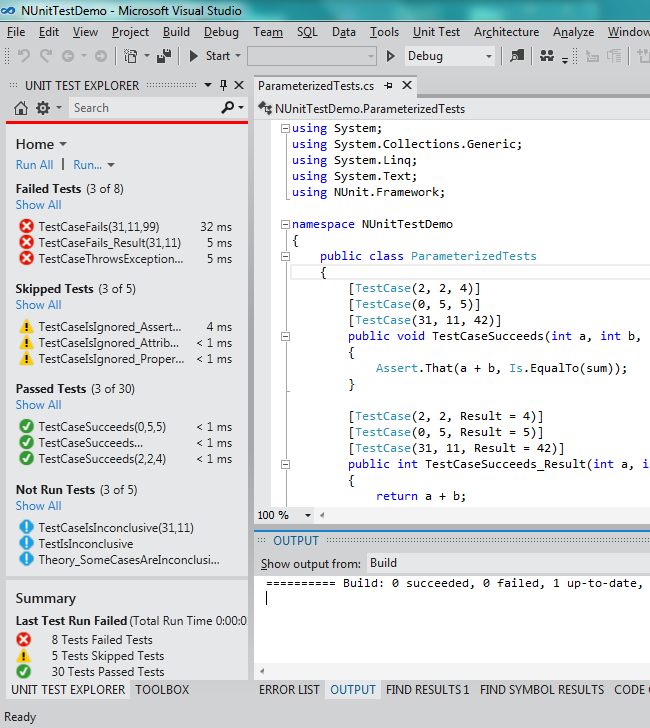 NUnitTestDemo - Microsoft Visual Studio
File Edit View Project Build Debug Team SQL Data Tools Unit Test Architecture Analyze Window
Start Debug
UNIT TEST EXPLORER
Search
Home
Run All | Run...
Failed Tests (3 of 8)
Show All
TestCaseFails(31,11,99) 32 ms
TestCaseFails_Result(31,11) 5 ms
TestCaseThrowsException... 5 ms
Skipped Tests (3 of 5)
Show All
TestCaseIsIgnored_Assert... 4 ms
TestCaseIsIgnored_Attrib... < 1 ms
TestCaseIsIgnored_Proper... < 1 ms
Passed Tests (3 of 30)
Show All
TestCaseSucceeds(0,5,5) < 1 ms
TestCaseSucceeds... < 1 ms
TestCaseSucceeds(2,2,4) < 1 ms
Not Run Tests (3 of 5)
Show All
TestCaseIsInconclusive(31,11)
TestIsInconclusive
Theory_SomeCasesAreInconclusi...
Summary
Last Test Run Failed (Total Run Time 0:00:0
8 Tests Failed Tests
5 Tests Skipped Tests
30 Tests Passed Tests
UNIT TEST EXPLORER TOOLBOX
ParameterizedTests.cs
NUnitTestDemo.ParameterizedTests
using System;
using System.Collections.Generic;
using System.Linq;
using System.Text;
using NUnit.Framework;
namespace NUnitTestDemo
{
public class ParameterizedTests
{
[TestCase(2, 2, 4)]
[TestCase(0, 5, 5)]
[TestCase(31, 11, 42)]
public void TestCaseSucceeds(int a, int b,
{
Assert.That(a + b, Is.EqualTo(sum));
}
[TestCase(2, 2, Result = 4)]
[TestCase(0, 5, Result = 5)]
[TestCase(31, 11, Result = 42)]
public int TestCaseSucceeds_Result(int a, i
{
return a + b;
100 %
OUTPUT
Show output from: Build
========== Build: 0 succeeded, 0 failed, 1 up-to-date,
ERROR LIST OUTPUT FIND RESULTS 1 FIND SYMBOL RESULTS CODE
Ready